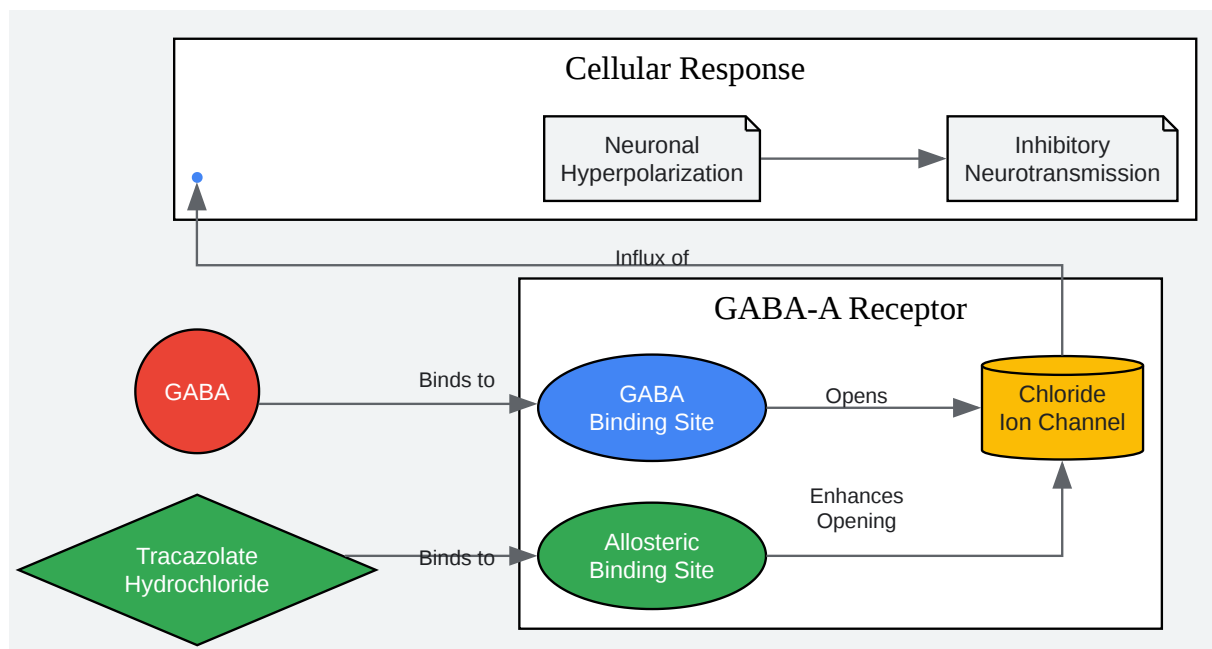 Cellular Response
Neuronal
Hyperpolarization
Inhibitory
Neurotransmission
Influx of
GABA-A Receptor
GABA
Binds to
GABA
Binding Site
Opens
Chloride
Ion Channel
Enhances
Opening
Tracazolate
Hydrochloride
Binds to
Allosteric
Binding Site